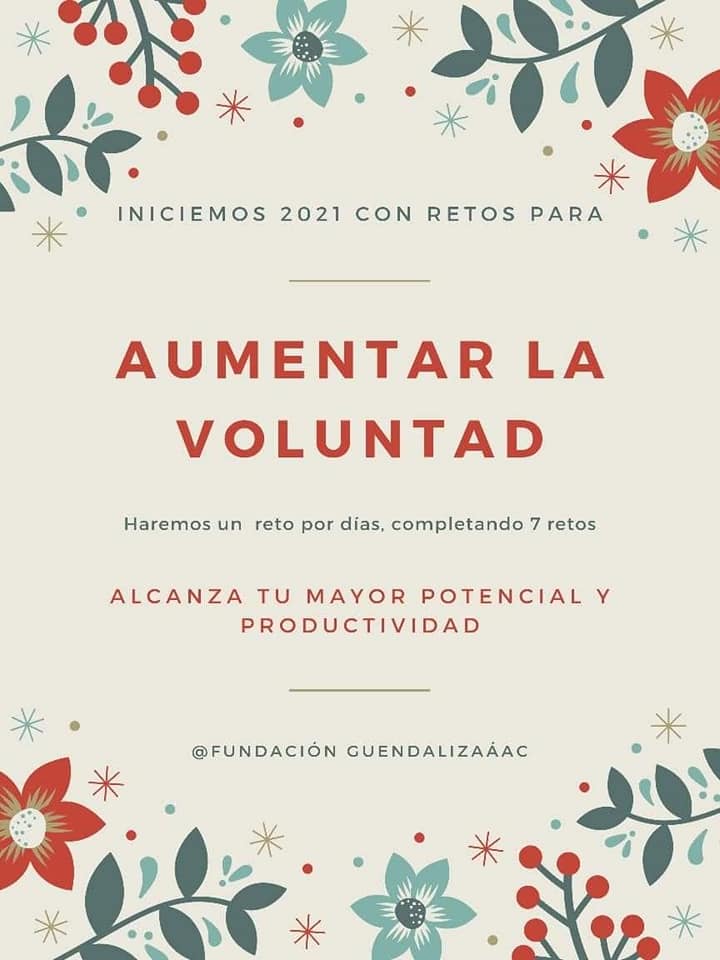 INICIEMOS 2021 CON RETOS PARA
AUMENTAR LA
VOLUNTAD
Haremos un  reto por días, completando 7 retos
ALCANZA TU MAYOR POTENCIAL Y
PRODUCTIVIDAD
@FUNDACIÓN GUENDALIZAÁAC